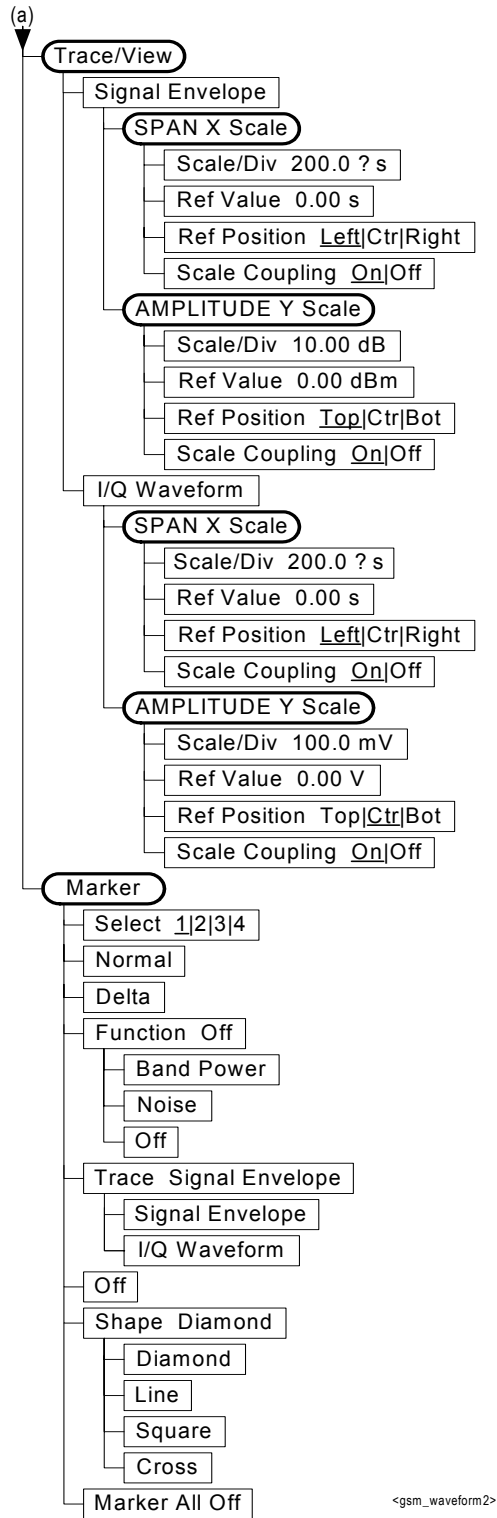 (a)
Trace/View
Signal Envelope
SPAN X Scale
Scale/Div 200.0 ? s
Ref Value 0.00 s
Ref Position Left|Ctr|Right
Scale Coupling On|Off
AMPLITUDE Y Scale
Scale/Div 10.00 dB
Ref Value 0.00 dBm
Ref Position Top|Ctr|Bot
Scale Coupling On|Off
I/Q Waveform
SPAN X Scale
Scale/Div 200.0 ? s
Ref Value 0.00 s
Ref Position Left|Ctr|Right
Scale Coupling On|Off
AMPLITUDE Y Scale
Scale/Div 100.0 mV
Ref Value 0.00 V
Ref Position Top|Ctr|Bot
Scale Coupling On|Off
Marker
Select 1|2|3|4
Normal
Delta
Function Off
Band Power
Noise
Off
Trace Signal Envelope
Signal Envelope
I/Q Waveform
Off
Shape Diamond
Diamond
Line
Square
Cross
Marker All Off
<gsm_waveform2>